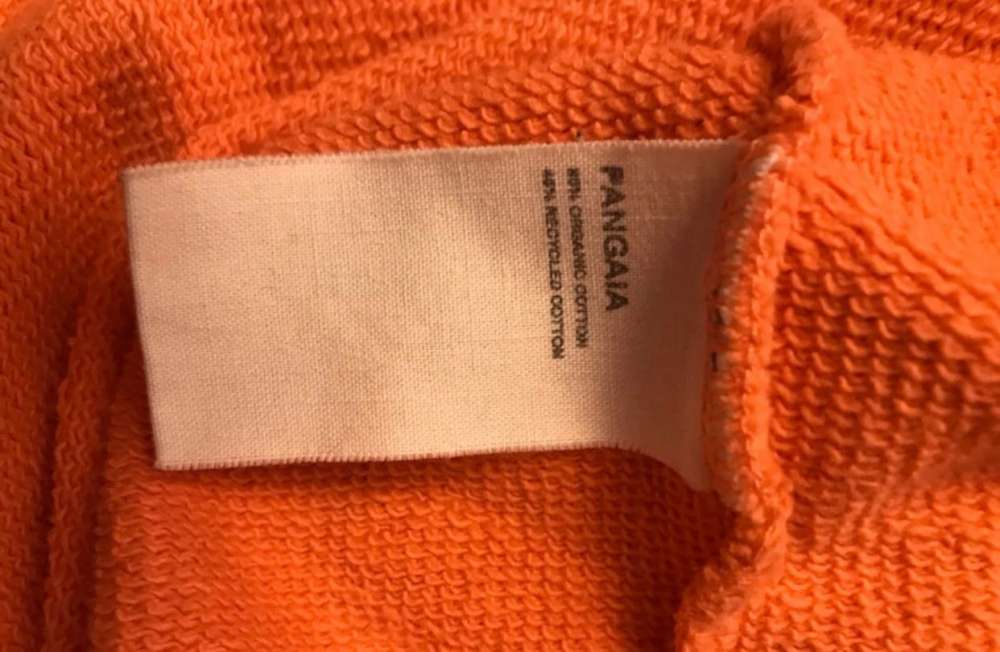 PANGAIA
60% ORGANIC COTTON
40% RECYCLED COTTON